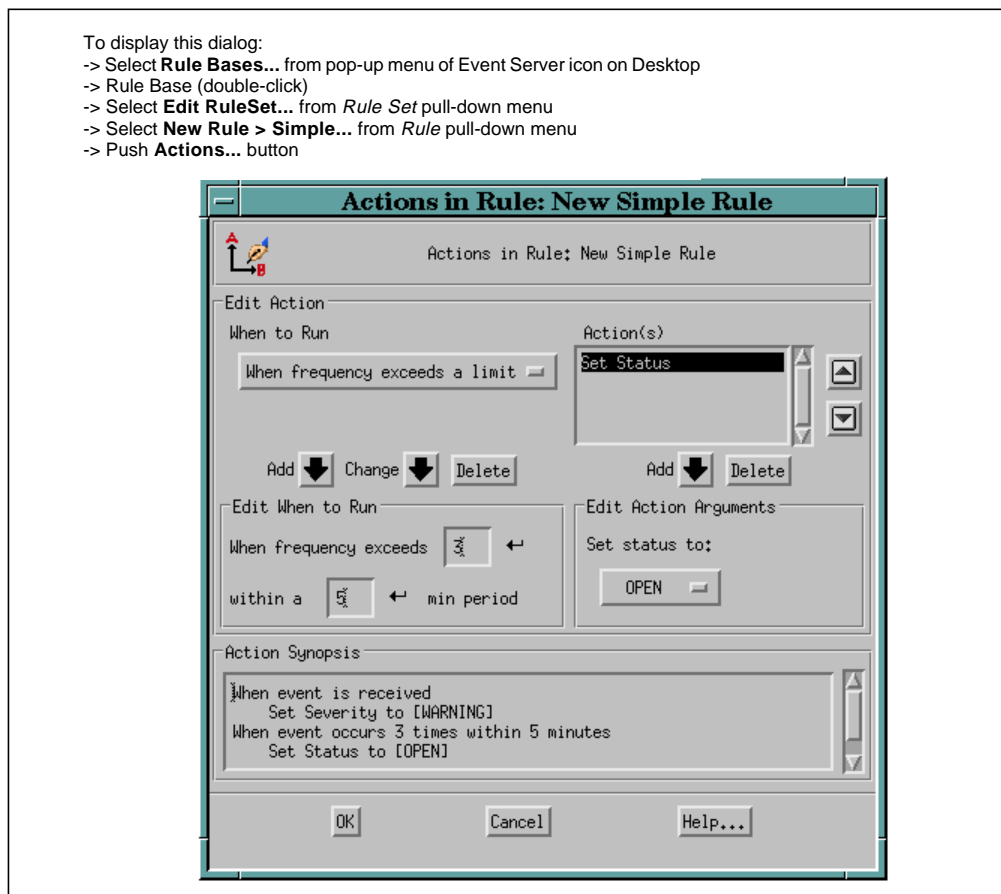 To display this dialog:
-> Select Rule Bases... from pop-up menu of Event Server icon on Desktop
-> Rule Base (double-click)
-> Select Edit RuleSet... from Rule Set pull-down menu
-> Select New Rule > Simple... from Rule pull-down menu
-> Push Actions... button
Actions in Rule: New Simple Rule
A
B
Actions in Rule: New Simple Rule
Edit Action
When to Run
Action(s)
When frequency exceeds a limit
Set Status
Add Change Delete
Add Delete
Edit When to Run
When frequency exceeds 3
within a 5 min period
Edit Action Arguments
Set status to:
OPEN
Action Synopsis
When event is received
Set Severity to [WARNING]
When event occurs 3 times within 5 minutes
Set Status to [OPEN]
OK Cancel Help...